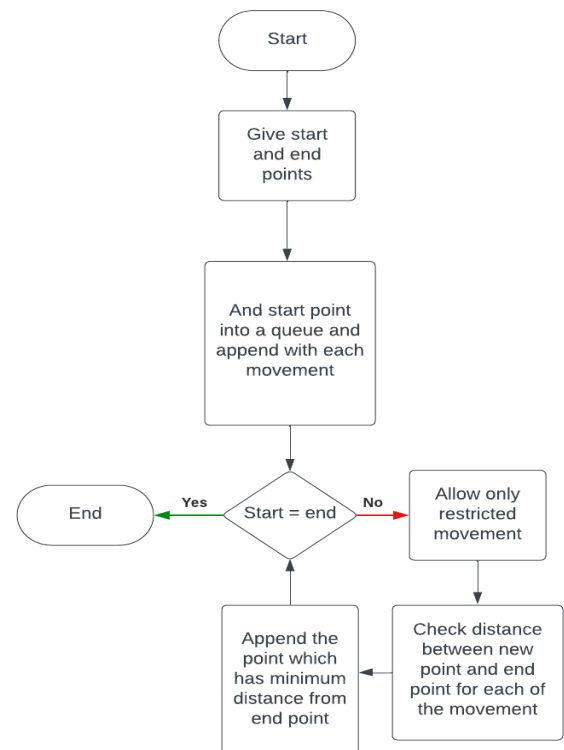 Start
Give start
and end
points
And start point
into a queue and
append with each
movement
End
Yes
Start = end
No
Allow only
restricted
movement
Check distance
between new
point and end
point for each of
the movement
Append the
point which
has minimum
distance from
end point